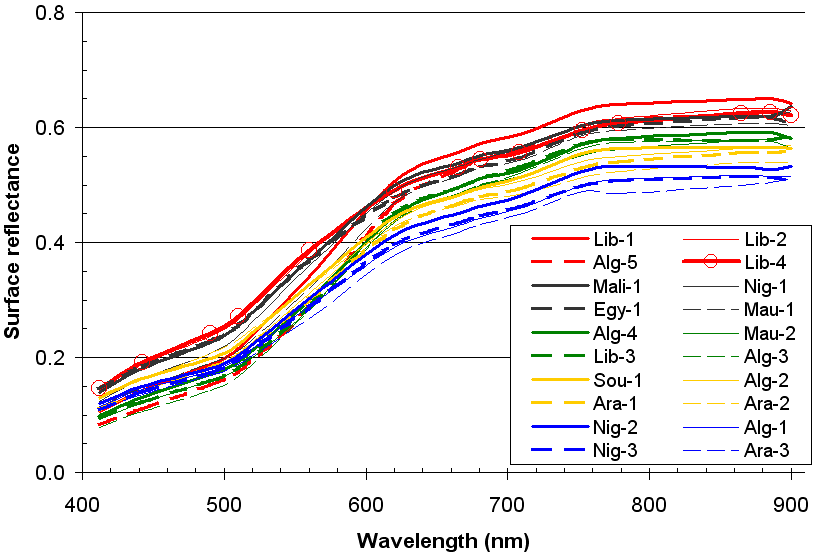 0.8
0.6
0.4
0.2
0.0
Surface reflectance
400 500 600 700 800 900
Wavelength (nm)
Lib-1 Lib-2
Alg-5 Lib-4
Mali-1 Nig-1
Egy-1 Mau-1
Alg-4 Mau-2
Lib-3 Alg-3
Sou-1 Alg-2
Ara-1 Ara-2
Nig-2 Alg-1
Nig-3 Ara-3